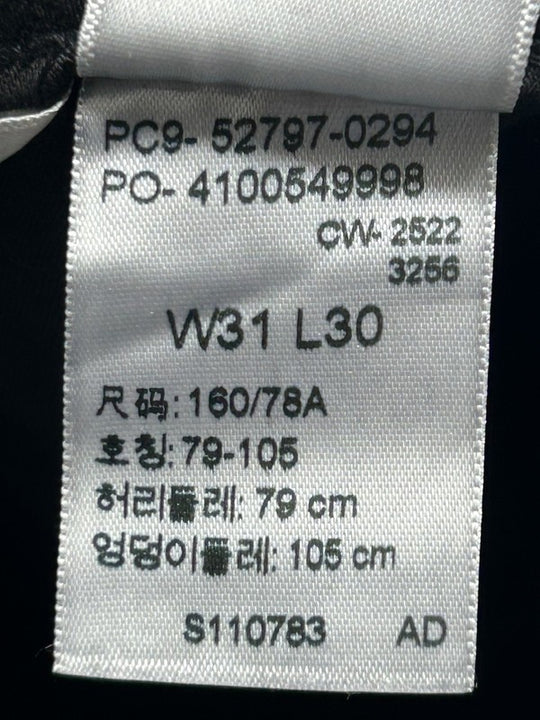 PC9- 52797-0294
PO- 4100549998
CW- 2522
3256
W31 L30
尺码: 160/78A
호칭: 79-105
허리둘레: 79 cm
엉덩이둘레: 105 cm
S110783 AD